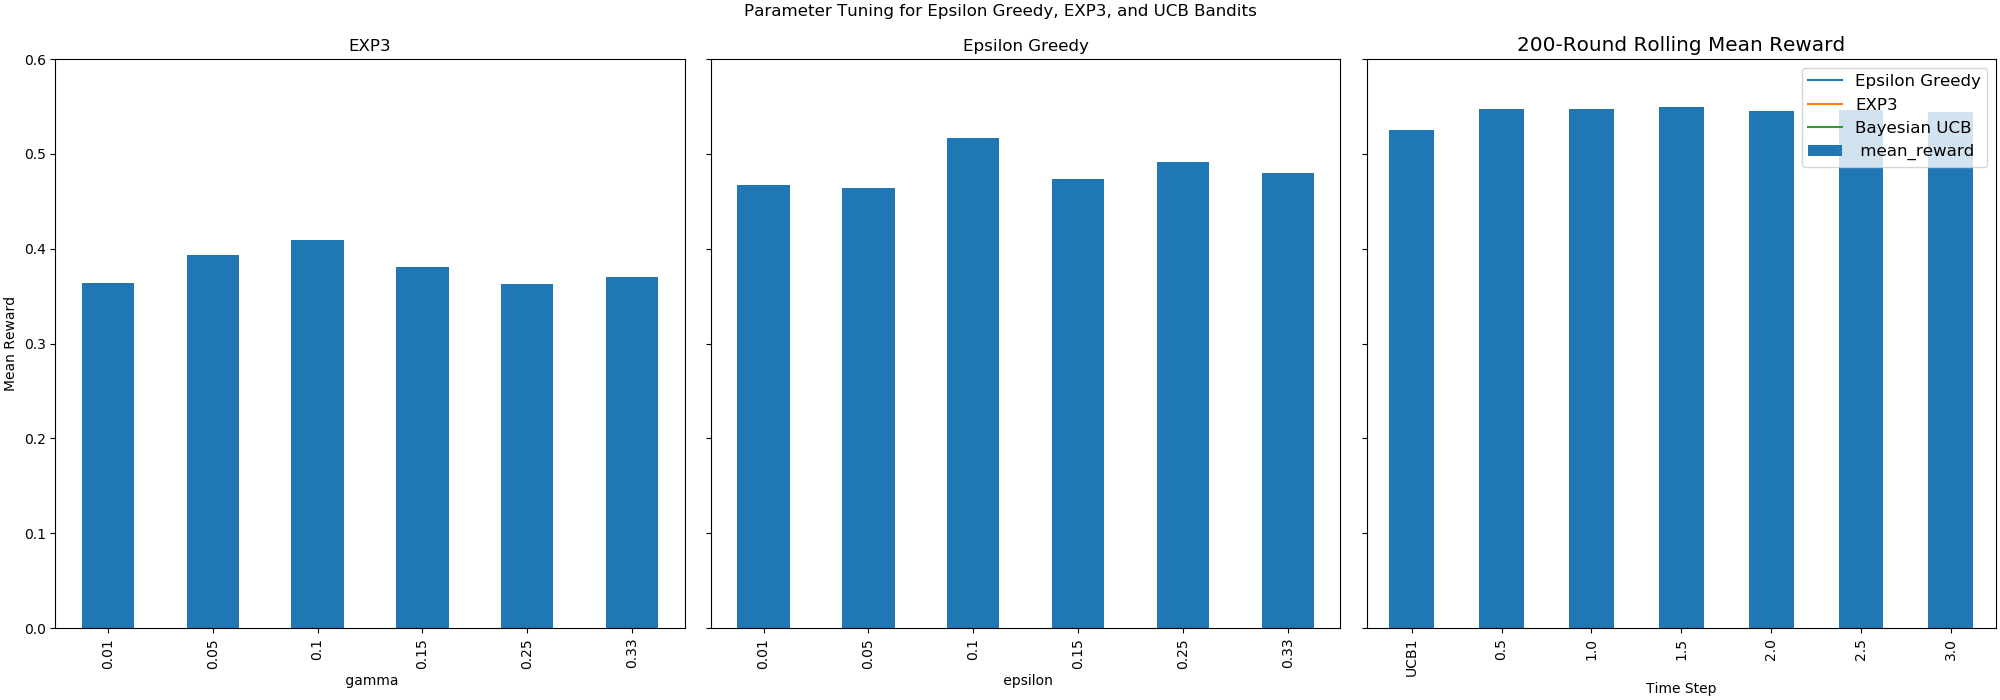 Parameter Tuning for Epsilon Greedy, EXP3, and UCB Bandits
EXP3
Mean Reward
0.6
0.5
0.4
0.3
0.2
0.1
0.0
0.01 0.05 0.1 0.15 0.25 0.33
gamma
Epsilon Greedy
0.01 0.05 0.1 0.15 0.25 0.33
epsilon
200-Round Rolling Mean Reward
Epsilon Greedy
EXP3
Bayesian UCB
mean_reward
UCB1 0.5 1.0 1.5 2.0 2.5 3.0
Time Step